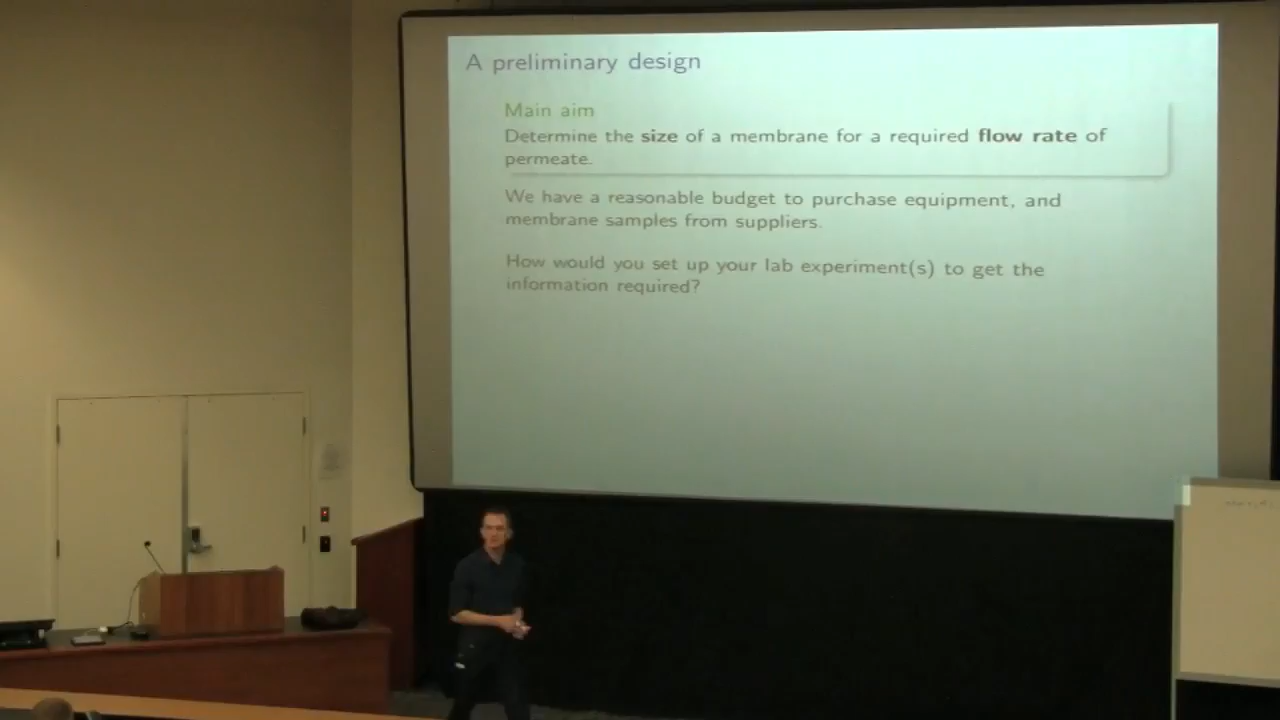 A preliminary design
Main aim
Determine the size of a membrane for a required flow rate of
permeate.
We have a reasonable budget to purchase equipment, and
membrane samples from suppliers.
How would you set up your lab experiment(s) to get the
information required?